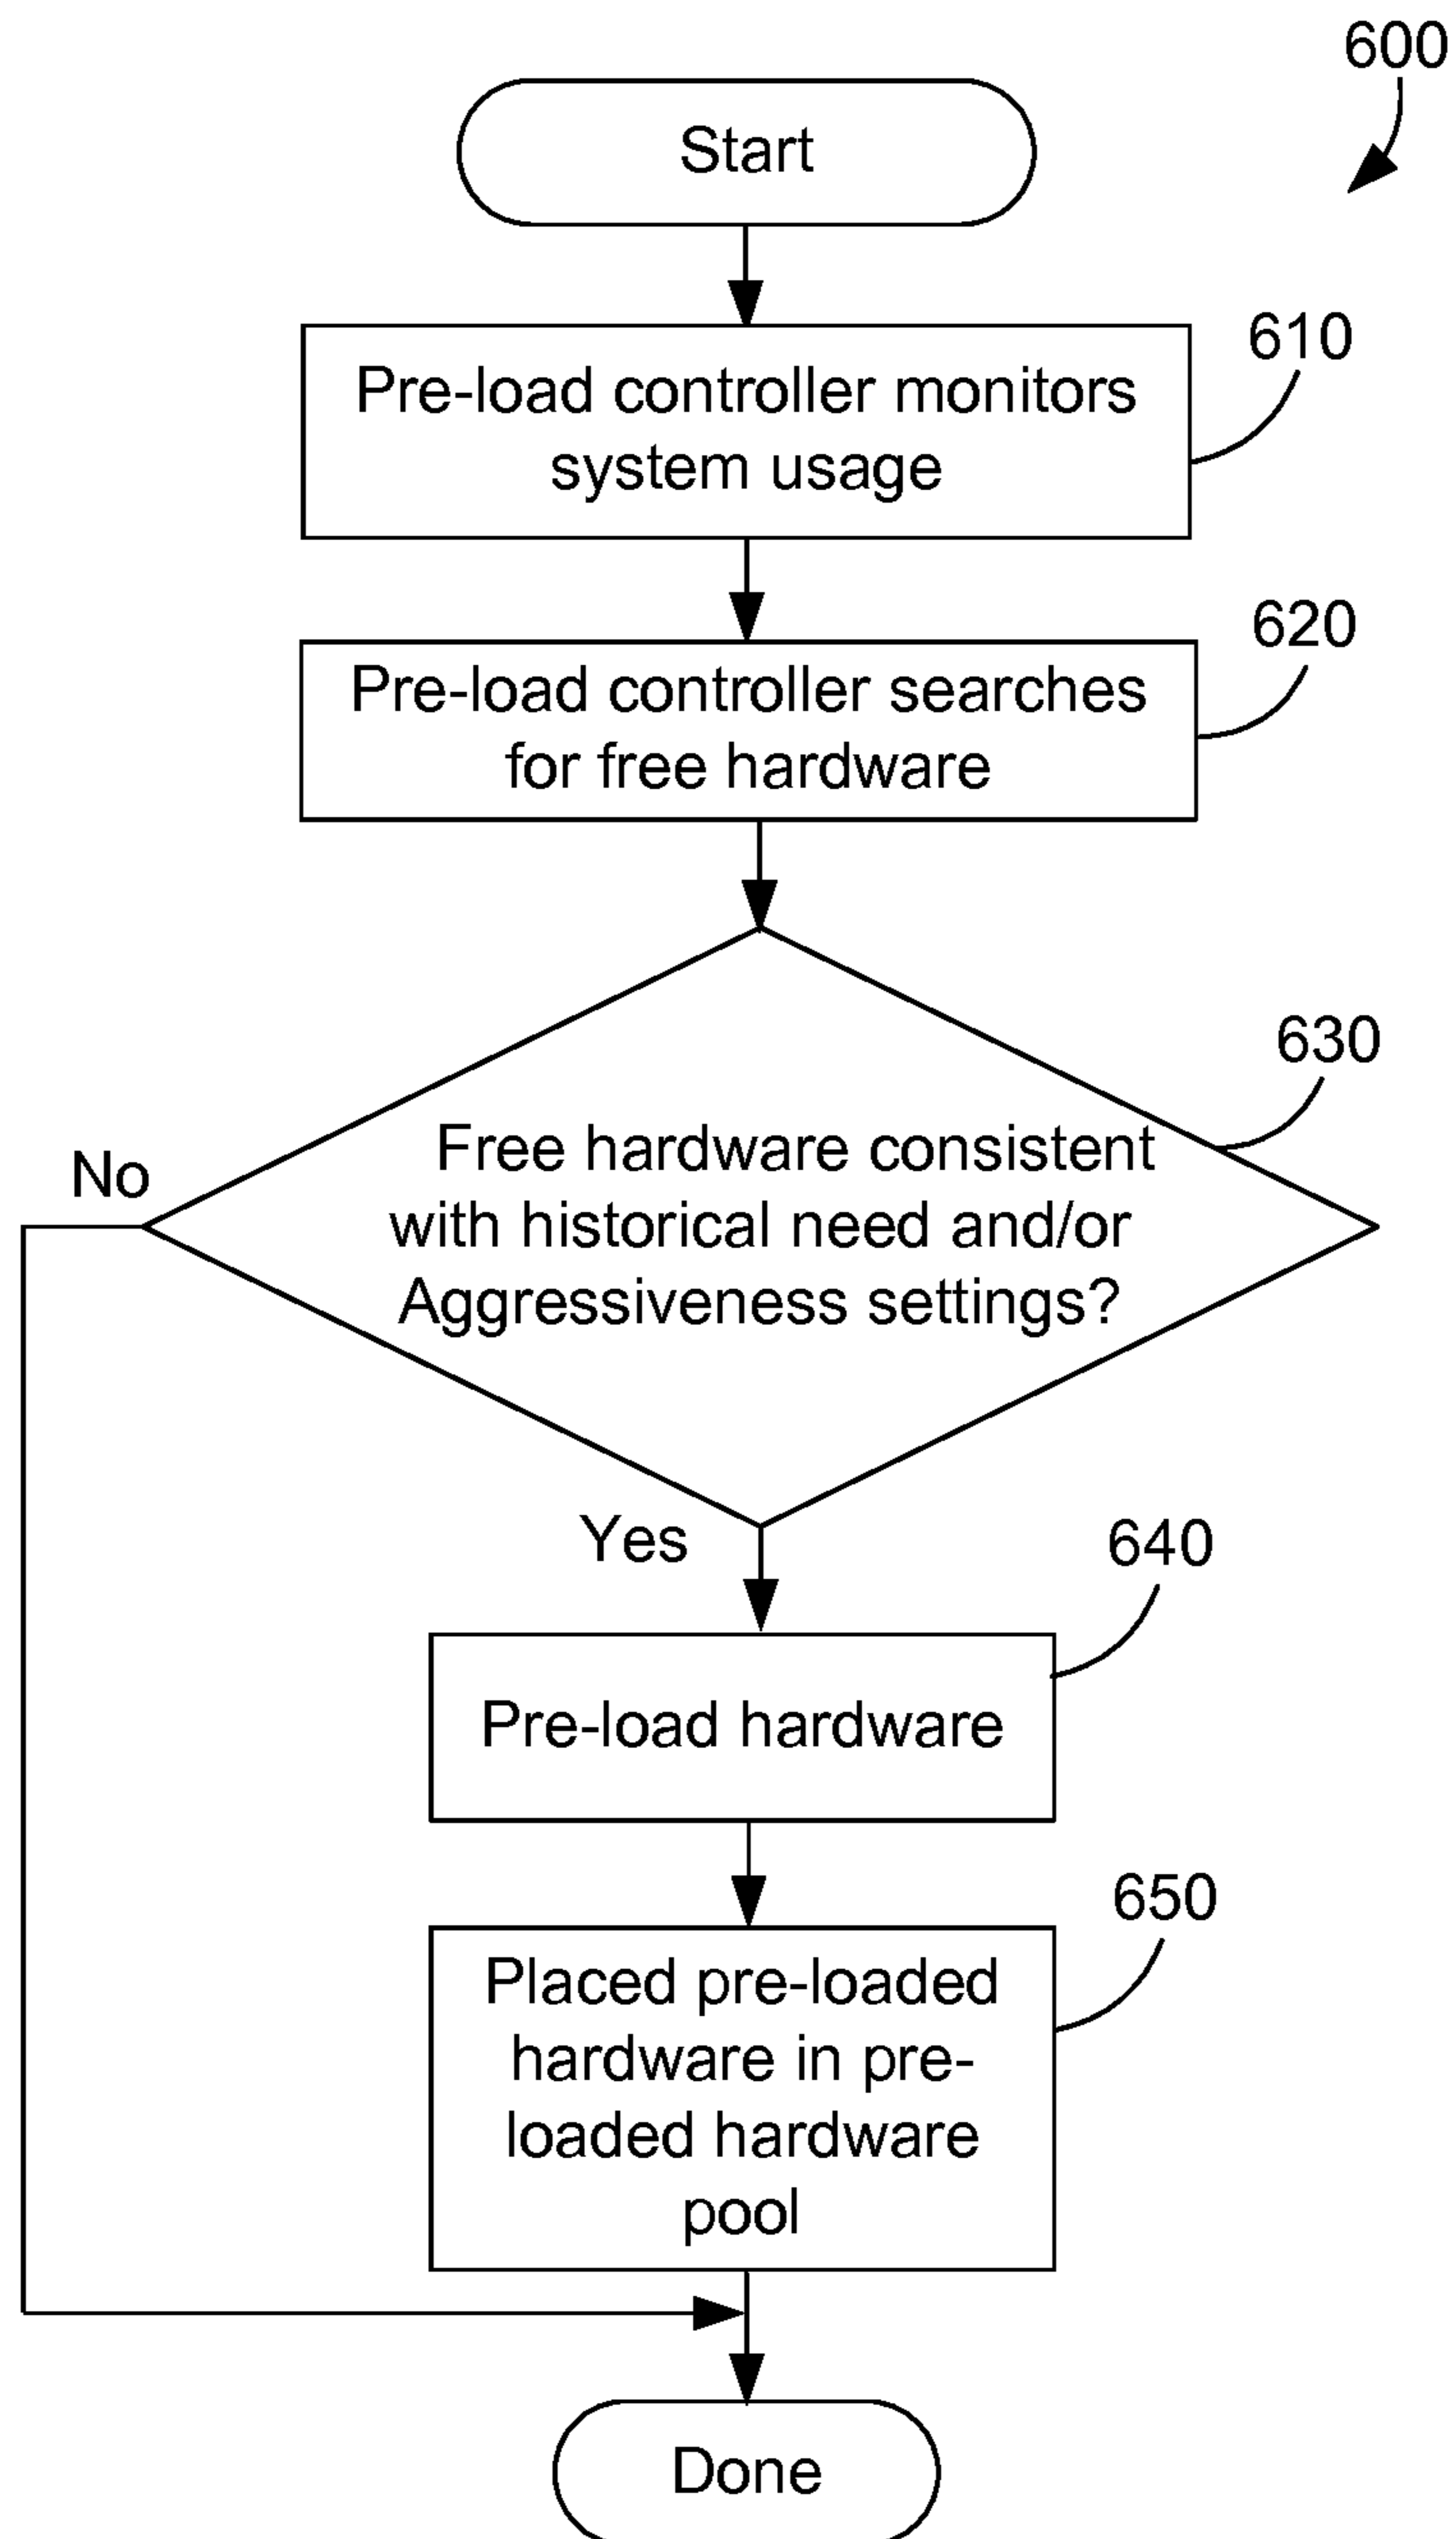 600
Start
610
Pre-load controller monitors
system usage
620
Pre-load controller searches
for free hardware
630
Free hardware consistent
with historical need and/or
Aggressiveness settings?
No
Yes
640
Pre-load hardware
650
Placed pre-loaded
hardware in pre-
loaded hardware
pool
Done